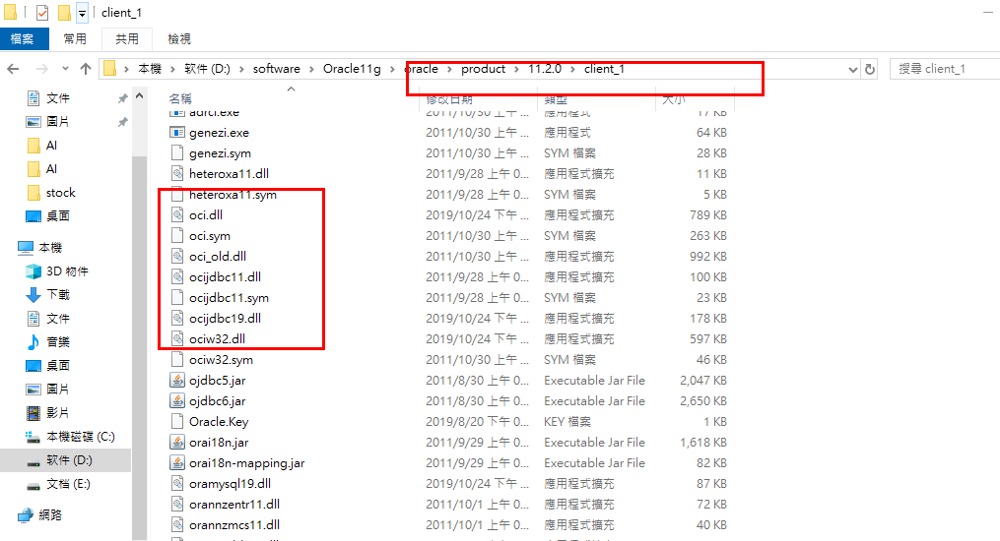 client_1
檔案 常用 共用 檢視
本機 › 软件 (D:) › software › Oracle11g › oracle › product › 11.2.0 › client_1
搜尋 client_1
文件
圖片
AI
AI
stock
桌面
本機
3D 物件
下載
文件
音樂
桌面
圖片
影片
本機磁碟 (C:)
软件 (D:)
文档 (E:)
網路
名稱 修改日期 類型 大小
adrci.exe 2011/10/30 上午 0... 應用程式 17 KB
genezi.exe 2011/10/30 上午 0... 應用程式 64 KB
genezi.sym 2011/10/30 上午 0... SYM 檔案 28 KB
heteroxa11.dll 2011/9/28 上午 0... 應用程式擴充 11 KB
heteroxa11.sym 2011/9/28 上午 0... SYM 檔案 5 KB
oci.dll 2019/10/24 下午 ... 應用程式擴充 789 KB
oci.sym 2011/10/30 上午 0... SYM 檔案 263 KB
oci_old.dll 2011/10/30 上午 0... 應用程式擴充 992 KB
ocijdbc11.dll 2011/9/28 上午 0... 應用程式擴充 100 KB
ocijdbc11.sym 2011/9/28 上午 0... SYM 檔案 23 KB
ocijdbc19.dll 2019/10/24 下午 ... 應用程式擴充 178 KB
ociw32.dll 2019/10/24 下午 ... 應用程式擴充 597 KB
ociw32.sym 2011/10/30 上午 0... SYM 檔案 46 KB
ojdbc5.jar 2011/8/30 上午 0... Executable Jar File 2,047 KB
ojdbc6.jar 2011/8/30 上午 0... Executable Jar File 2,650 KB
Oracle.Key 2019/8/20 下午 0... KEY 檔案 1 KB
orai18n.jar 2011/9/29 上午 0... Executable Jar File 1,618 KB
orai18n-mapping.jar 2011/9/29 上午 0... Executable Jar File 82 KB
oramysql19.dll 2019/10/24 下午 ... 應用程式擴充 87 KB
orannzentr11.dll 2011/10/1 上午 0... 應用程式擴充 72 KB
orannzmcs11.dll 2011/10/1 上午 0... 應用程式擴充 40 KB